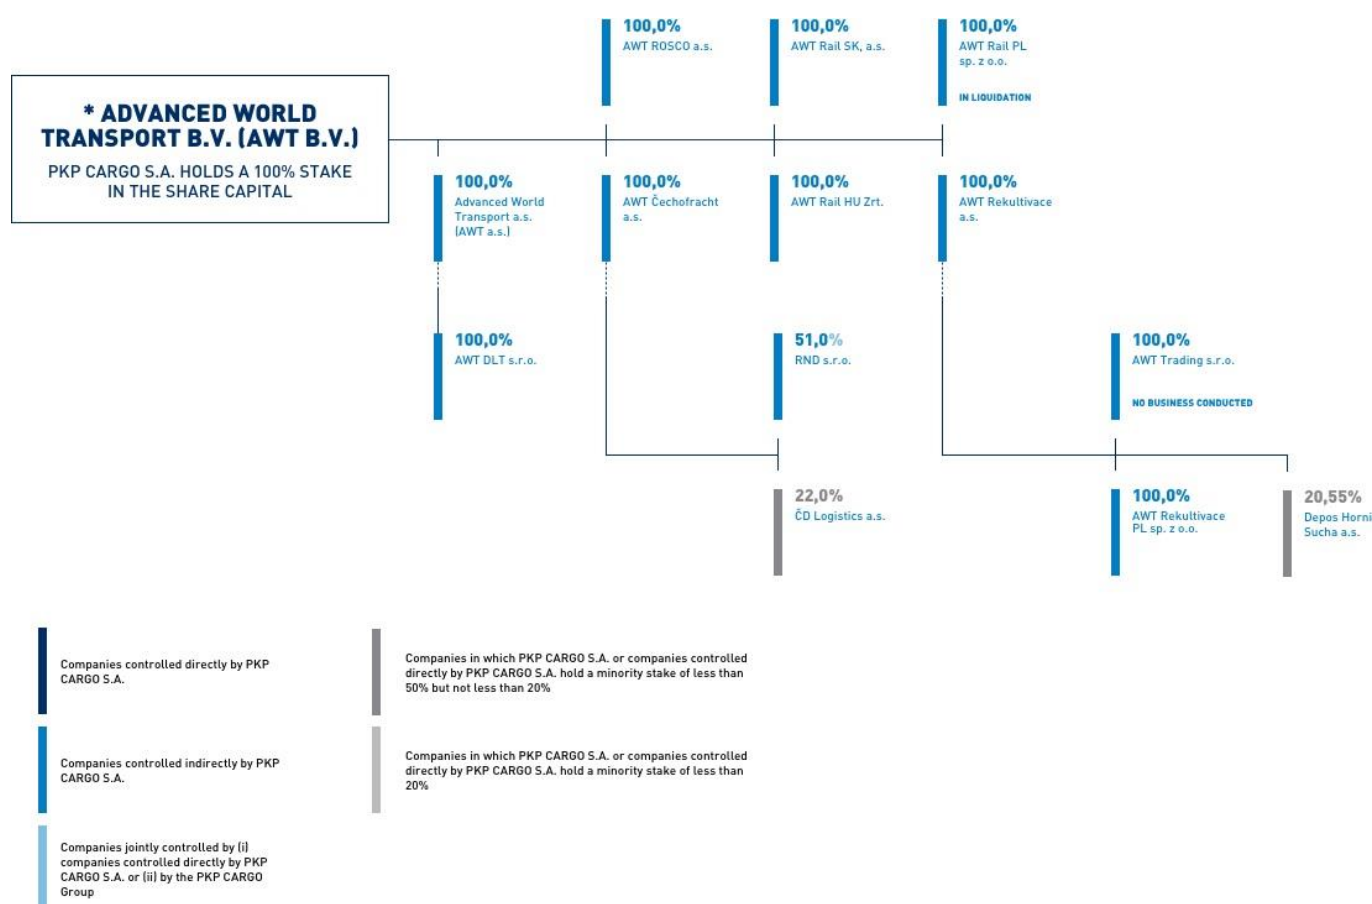 100,0%
AWT ROSCO a.s.
100,0%
AWT Rail SK, a.s.
100,0%
AWT Rail PL
sp. z o.o.
IN LIQUIDATION
* ADVANCED WORLD
TRANSPORT B.V. (AWT B.V.)
PKP CARGO S.A. HOLDS A 100% STAKE
IN THE SHARE CAPITAL
100,0%
Advanced World
Transport a.s.
(AWT a.s.)
100,0%
AWT Čechofracht
a.s.
100,0%
AWT Rail HU Zrt.
100,0%
AWT Rekultivace
a.s.
100,0%
AWT DLT s.r.o.
51,0%
RND s.r.o.
100,0%
AWT Trading s.r.o.
NO BUSINESS CONDUCTED
22,0%
ČD Logistics a.s.
100,0%
AWT Rekultivace
PL sp. z o.o.
20,55%
Depos Horni
Sucha a.s.
Companies controlled directly by PKP
CARGO S.A.
Companies in which PKP CARGO S.A. or companies controlled
directly by PKP CARGO S.A. hold a minority stake of less than
50% but not less than 20%
Companies controlled indirectly by PKP
CARGO S.A.
Companies in which PKP CARGO S.A. or companies controlled
directly by PKP CARGO S.A. hold a minority stake of less than
20%
Companies jointly controlled by (i)
companies controlled directly by PKP
CARGO S.A. or (ii) by the PKP CARGO
Group